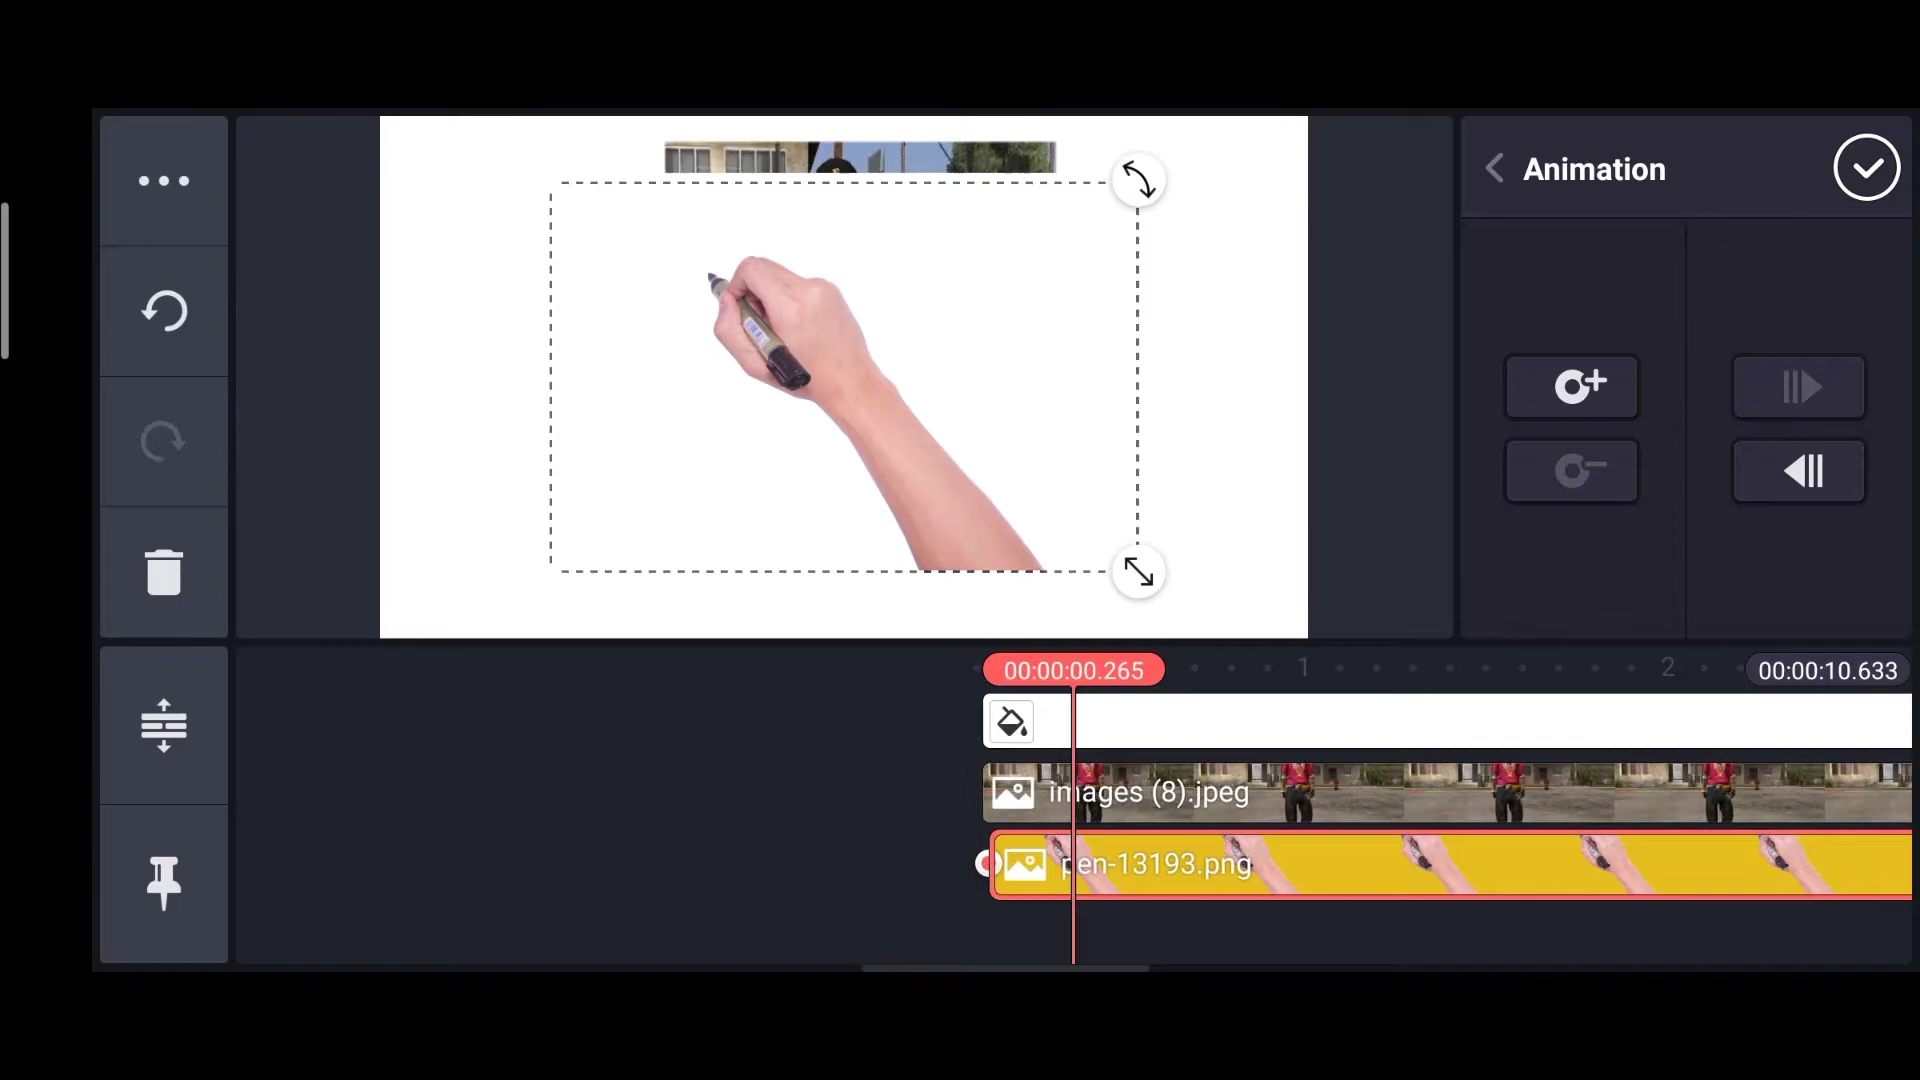 Animation
00:00:00.265
1
2
00:00:10.633
images (8).jpeg
pen-13193.png